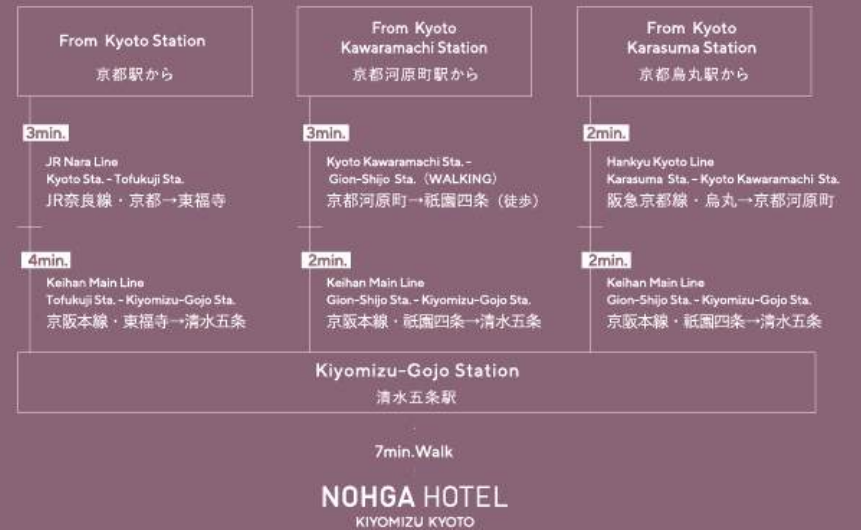 From Kyoto Station
京都駅から
3min.
JR Nara Line
Kyoto Sta. - Tofukuji Sta.
JR奈良線・京都→東福寺
4min.
Keihan Main Line
Tofukuji Sta. - Kiyomizu-Gojo Sta.
京阪本線・東福寺→清水五条
From Kyoto
Kawaramachi Station
京都河原町駅から
3min.
Kyoto Kawaramachi Sta. -
Gion-Shijo Sta.（WALKING）
京都河原町→祇園四条（徒歩）
2min.
Keihan Main Line
Gion-Shijo Sta. - Kiyomizu-Gojo Sta.
京阪本線・祇園四条→清水五条
From Kyoto
Karasuma Station
京都烏丸駅から
2min.
Hankyu Kyoto Line
Karasuma Sta. - Kyoto Kawaramachi Sta.
阪急京都線・烏丸→京都河原町
2min.
Keihan Main Line
Gion-Shijo Sta. - Kiyomizu-Gojo Sta.
京阪本線・祇園四条→清水五条
Kiyomizu-Gojo Station
清水五条駅
7min.Walk
NOHGA HOTEL
KIYOMIZU KYOTO